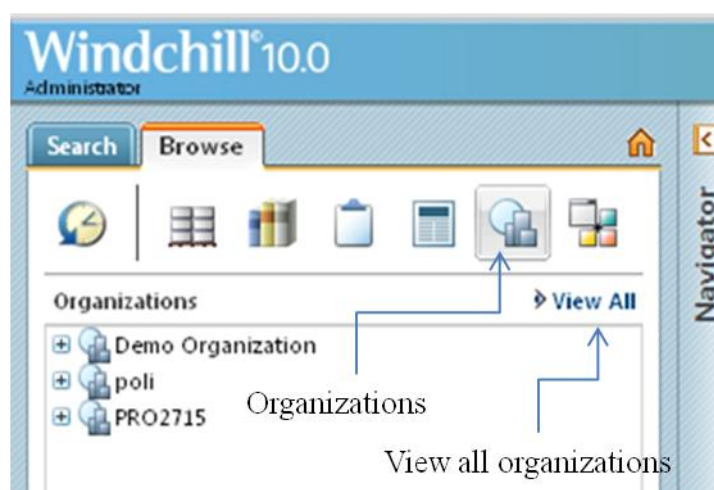 Windchill® 10.0
Administrator
Search Browse
Navigator
Organizations View All
Demo Organization
poli
PRO2715
Organizations
View all organizations